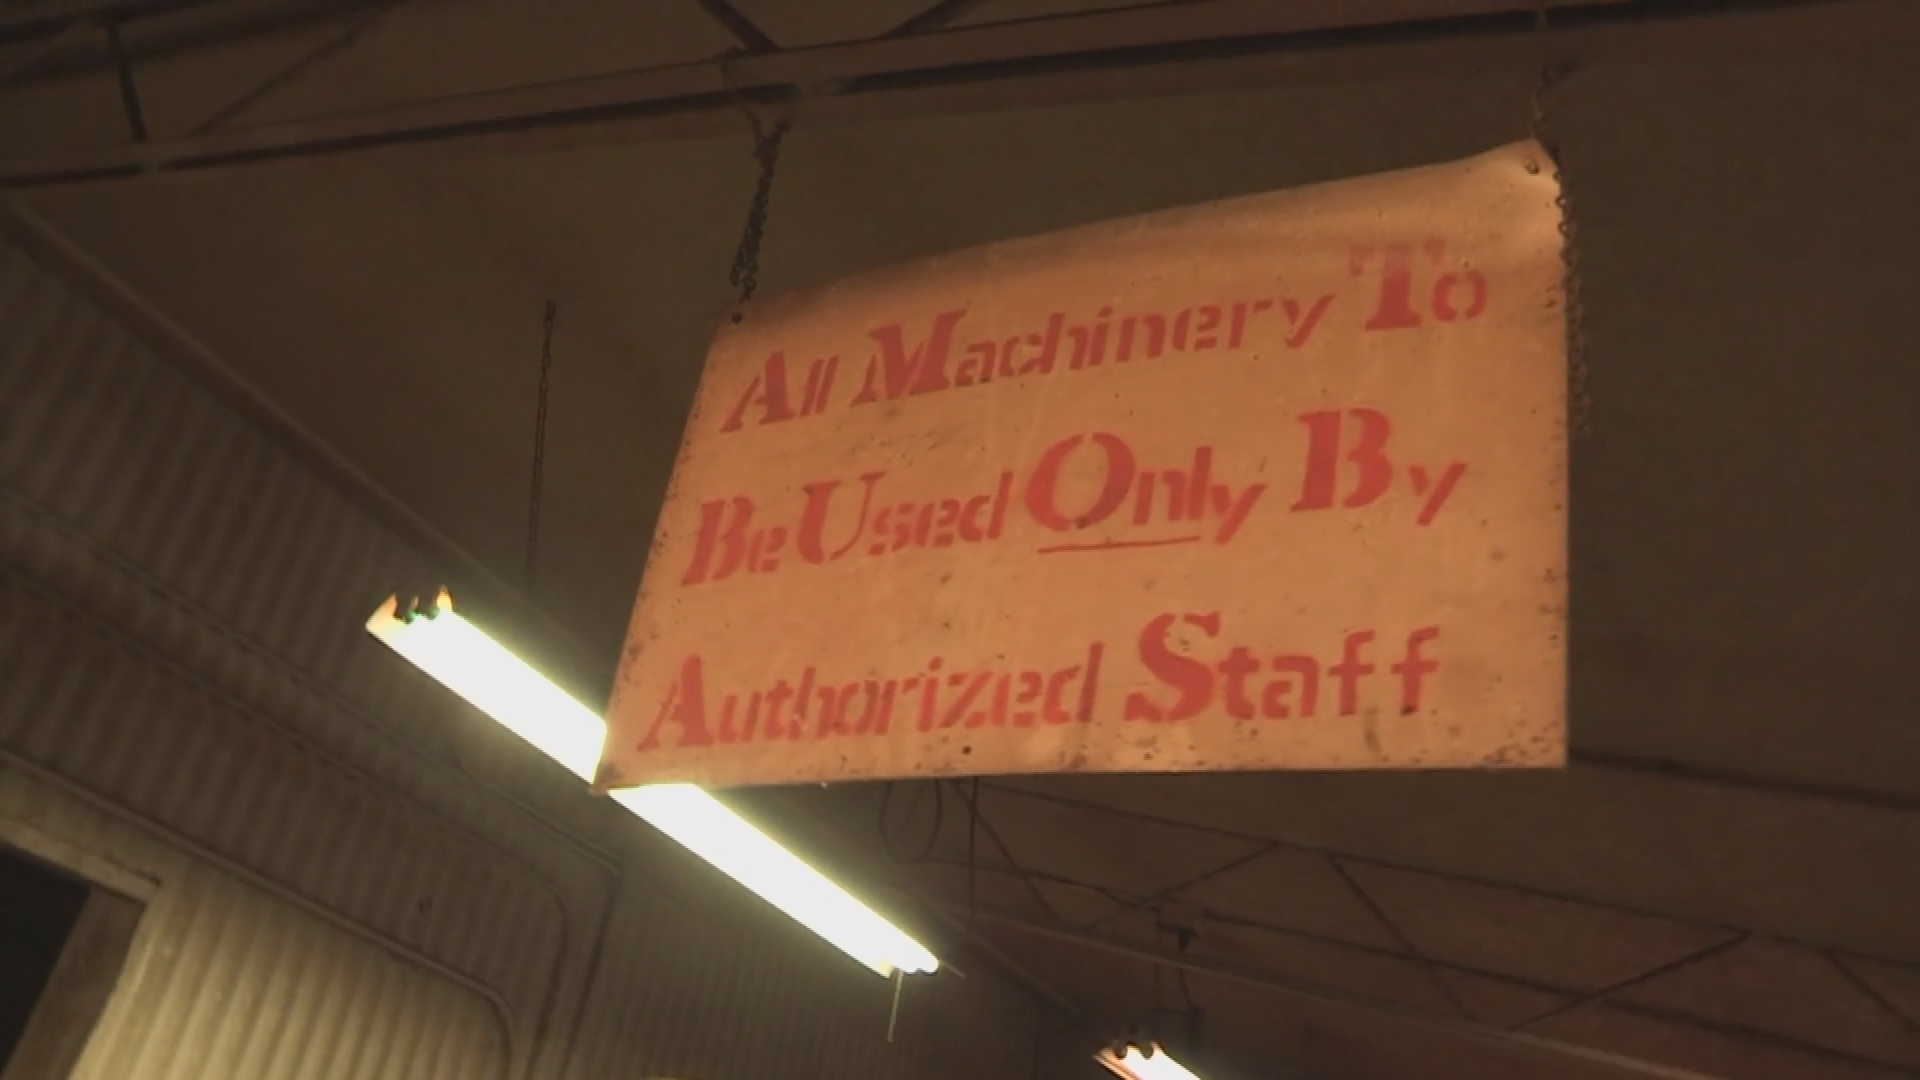 All Machinery To
Be Used Only By
Authorized Staff